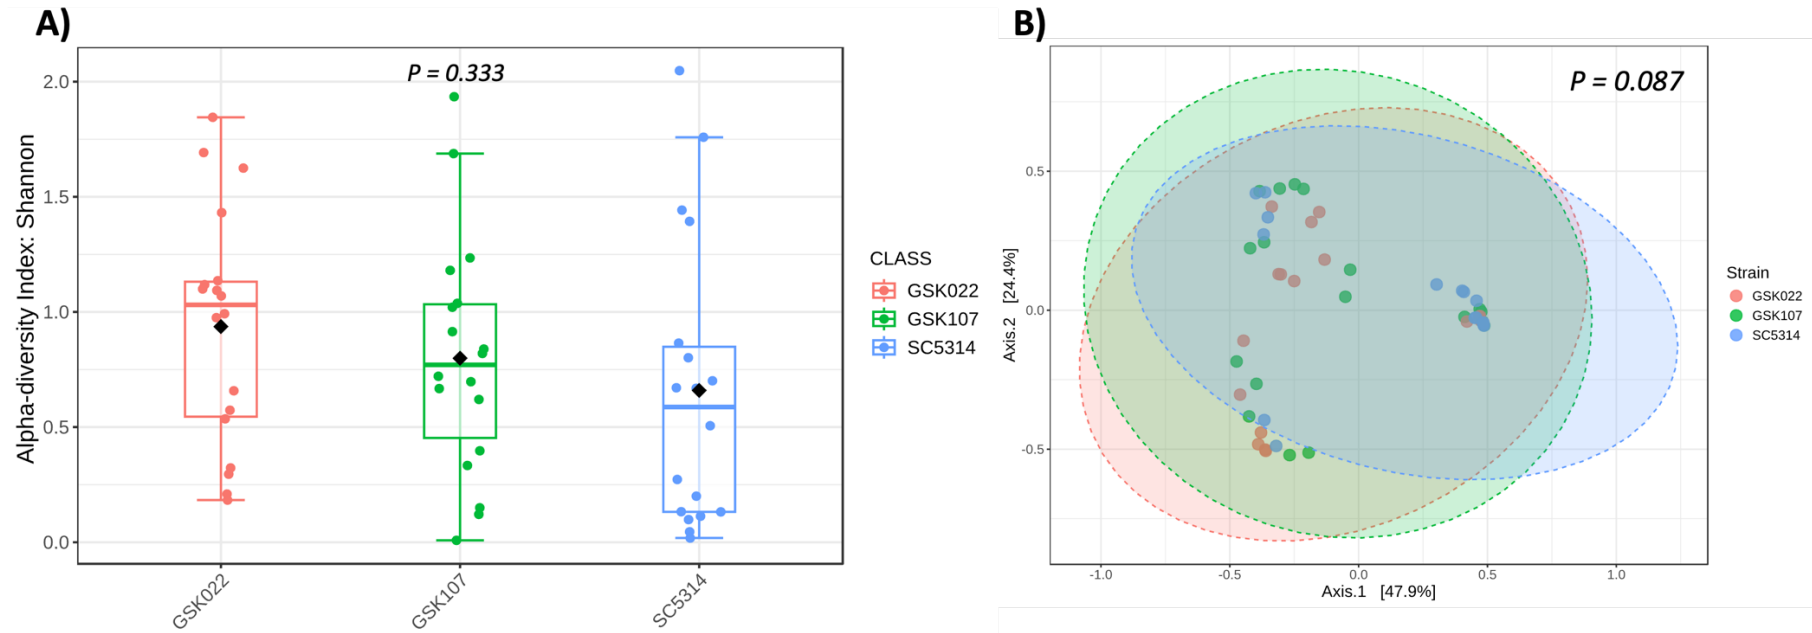 A)
P = 0.333
Alpha-diversity Index: Shannon
2.0
1.5
1.0
0.5
0.0
GSK022
GSK107
SC5314
CLASS
GSK022
GSK107
SC5314
B)
P = 0.087
Axis.2 [24.4%]
0.5
0.0
-0.5
-1.0
-0.5
0.0
0.5
1.0
Axis.1 [47.9%]
Strain
GSK022
GSK107
SC5314